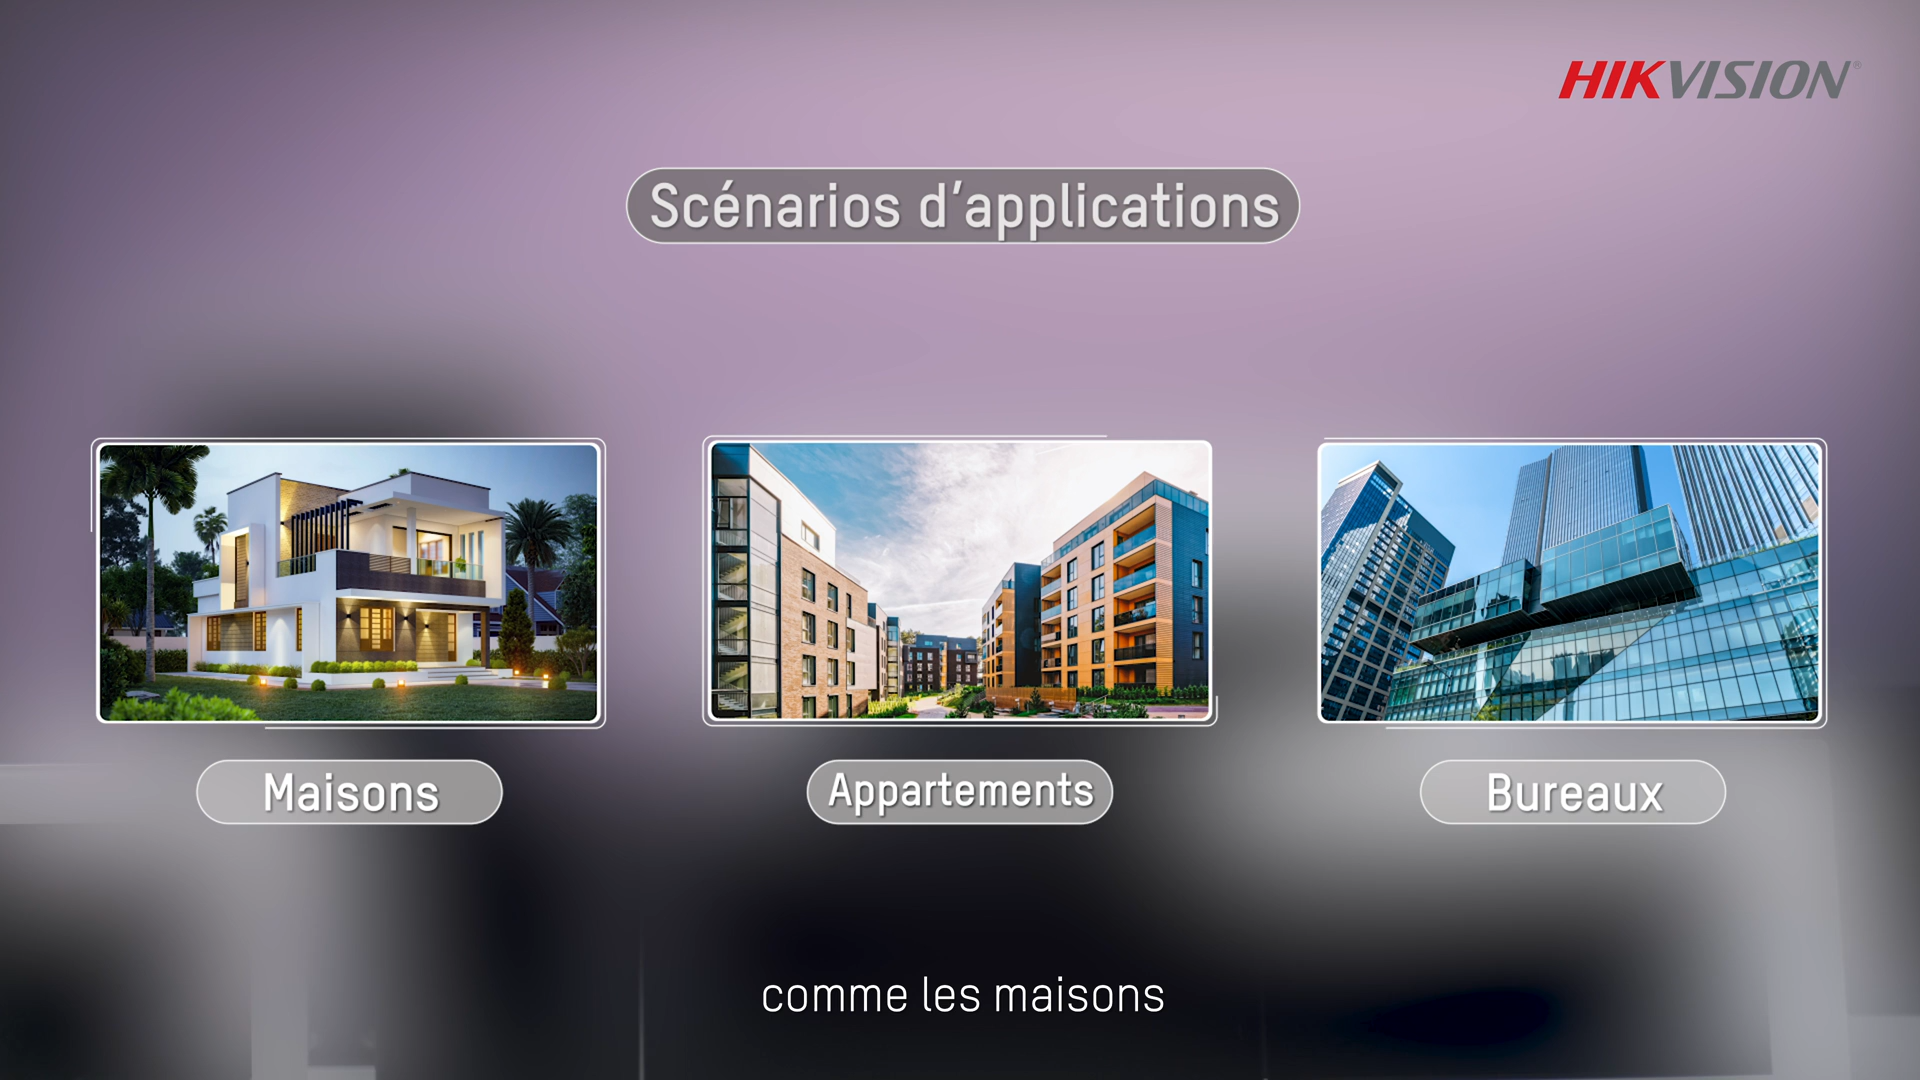 HIKVISION®
Scénarios d'applications
Maisons
Appartements
Bureaux
comme les maisons